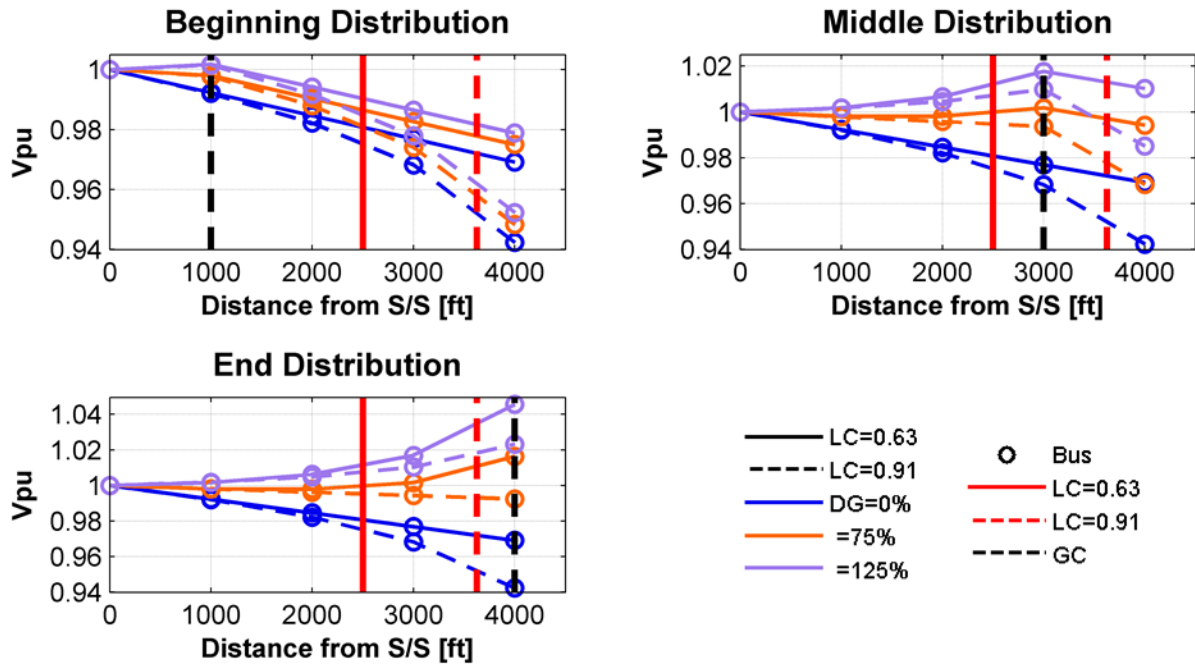 Beginning Distribution
Vpu
1
0.98
0.96
0.94
0 1000 2000 3000 4000
Distance from S/S [ft]
Middle Distribution
Vpu
1.02
1
0.98
0.96
0.94
0 1000 2000 3000 4000
Distance from S/S [ft]
End Distribution
Vpu
1.04
1.02
1
0.98
0.96
0.94
0 1000 2000 3000 4000
Distance from S/S [ft]
LC=0.63
LC=0.91
DG=0%
=75%
=125%
Bus
LC=0.63
LC=0.91
GC